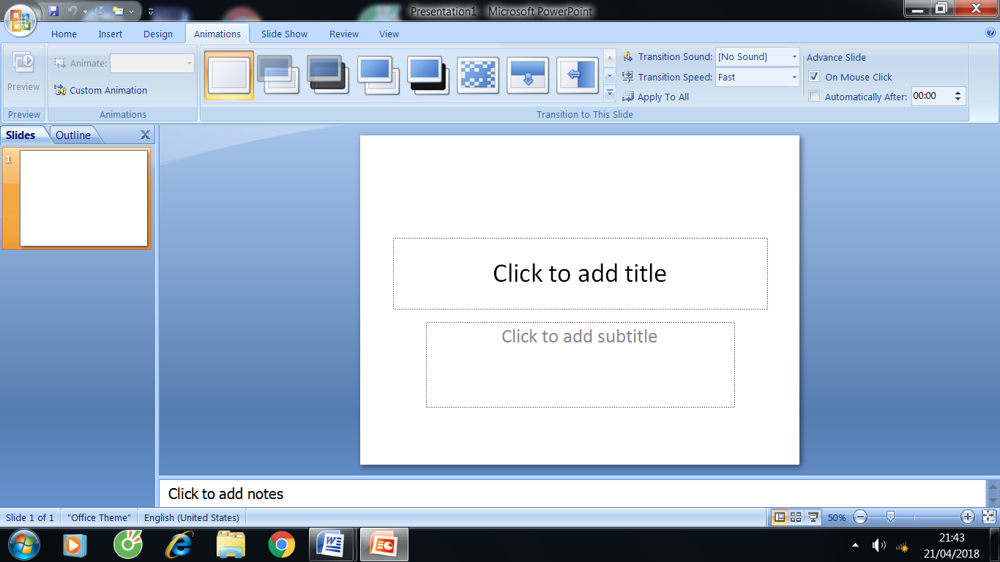 Presentation1 - Microsoft PowerPoint
Home Insert Design Animations Slide Show Review View
Preview
Animate:
Custom Animation
Transition Sound: [No Sound]
Transition Speed: Fast
Apply To All
Advance Slide
On Mouse Click
Automatically After: 00:00
Preview Animations Transition to This Slide
Slides Outline
1
Click to add title
Click to add subtitle
Click to add notes
Slide 1 of 1 "Office Theme" English (United States) 50%
21:43
21/04/2018